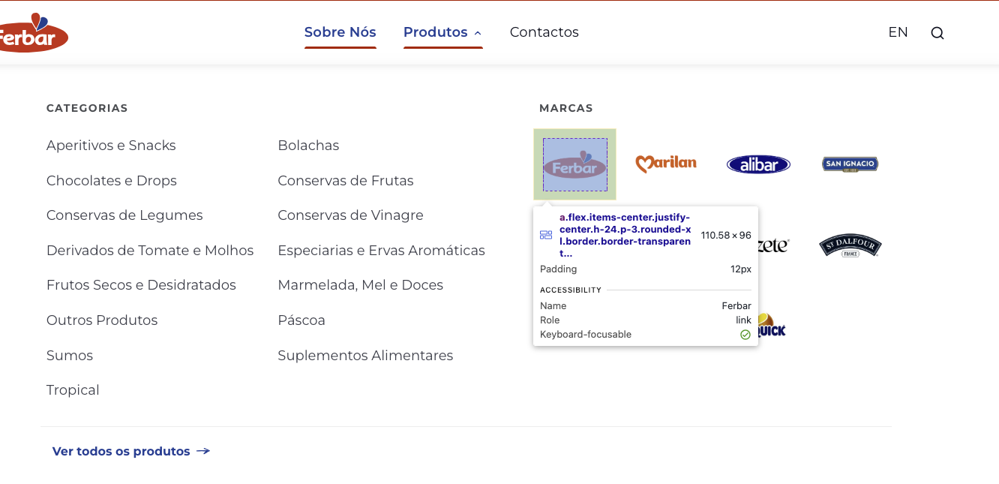 Ferbar
Sobre Nós
Produtos
Contactos
EN
CATEGORIAS
Aperitivos e Snacks
Chocolates e Drops
Conservas de Legumes
Derivados de Tomate e Molhos
Frutos Secos e Desidratados
Outros Produtos
Sumos
Tropical
Bolachas
Conservas de Frutas
Conservas de Vinagre
Especiarias e Ervas Aromáticas
Marmelada, Mel e Doces
Páscoa
Suplementos Alimentares
MARCAS
Ferbar
Marilan
alibar
SAN IGNACIO
zete
ST DALFOUR
FRANCE
QUICK
a.flex.items-center.justify-
center.h-24.p-3.rounded-x
l.border.border-transparen
t...
110.58 × 96
Padding 12px
ACCESSIBILITY
Name Ferbar
Role link
Keyboard-focusable
Ver todos os produtos →